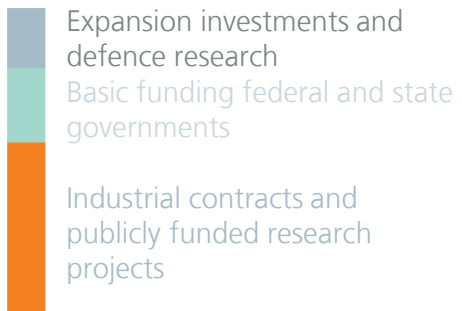 Expansion investments and
defence research
Basic funding federal and state
governments
Industrial contracts and
publicly funded research
projects